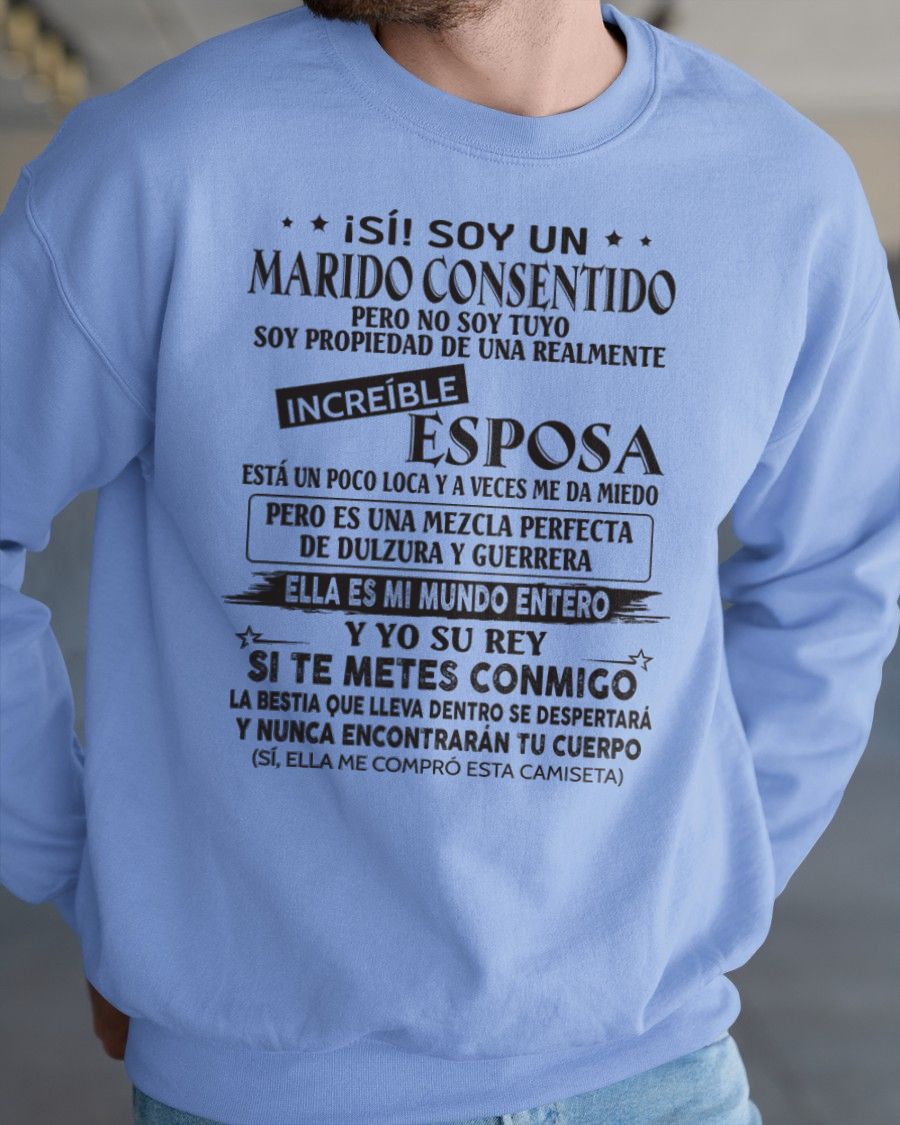 ¡SÍ! SOY UN
MARIDO CONSENTIDO
PERO NO SOY TUYO
SOY PROPIEDAD DE UNA REALMENTE
INCREÍBLE
ESPOSA
ESTÁ UN POCO LOCA Y A VECES ME DA MIEDO
PERO ES UNA MEZCLA PERFECTA
DE DULZURA Y GUERRERA
ELLA ES MI MUNDO ENTERO
Y YO SU REY
SI TE METES CONMIGO
LA BESTIA QUE LLEVA DENTRO SE DESPERTARÁ
Y NUNCA ENCONTRARÁN TU CUERPO
(SÍ, ELLA ME COMPRÓ ESTA CAMISETA)